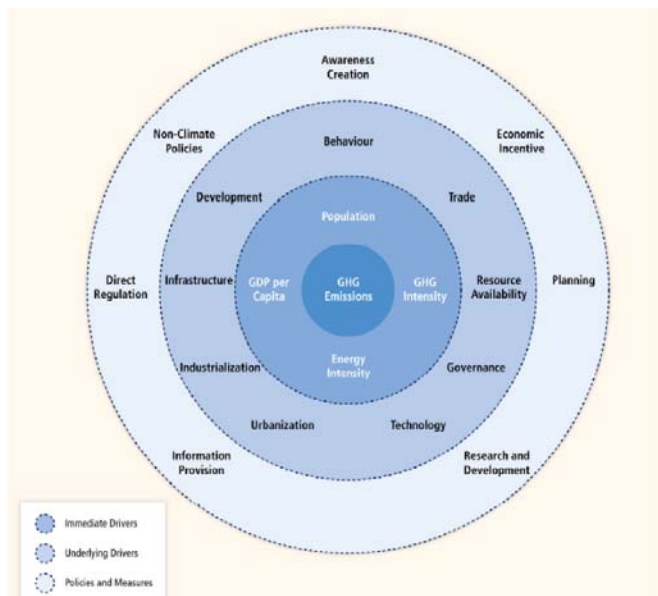 Awareness
Creation
Non-Climate
Policies
Behaviour
Economic
Incentive
Development
Trade
Population
Direct
Regulation
Infrastructure
GDP per
Capita
GHG
Emissions
GHG
Intensity
Resource
Availability
Planning
Energy
Intensity
Industrialization
Governance
Urbanization
Technology
Information
Provision
Research and
Development
Immediate Drivers
Underlying Drivers
Policies and Measures